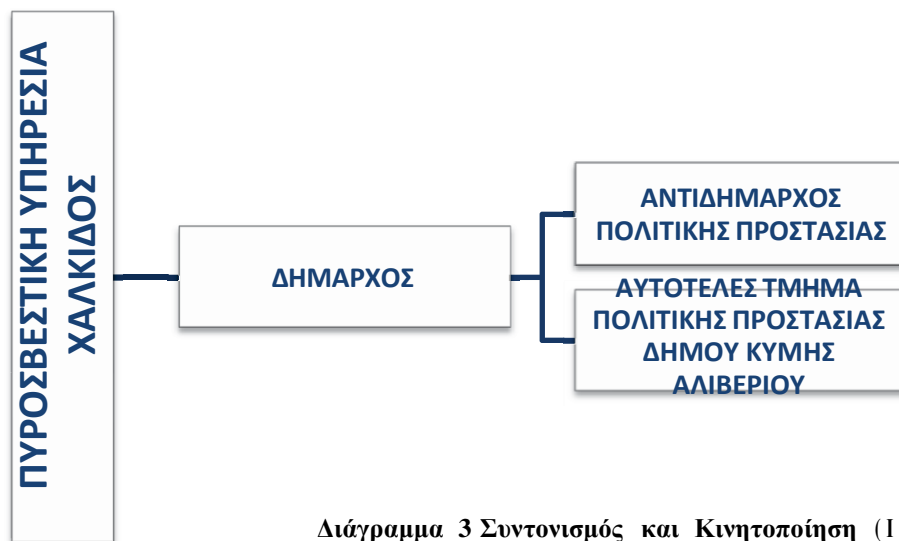 ΠΥΡΟΣΒΕΣΤΙΚΗ ΥΠΗΡΕΣΙΑ
ΧΑΛΚΙΔΟΣ
ΔΗΜΑΡΧΟΣ
ΑΝΤΙΔΗΜΑΡΧΟΣ
ΠΟΛΙΤΙΚΗΣ ΠΡΟΣΤΑΣΙΑΣ
ΑΥΤΟΤΕΛΕΣ ΤΜΗΜΑ
ΠΟΛΙΤΙΚΗΣ ΠΡΟΣΤΑΣΙΑΣ
ΔΗΜΟΥ ΚΥΜΗΣ
ΑΛΙΒΕΡΙΟΥ
Διάγραμμα 3 Συντονισμός και Κινητοποίηση (Ι